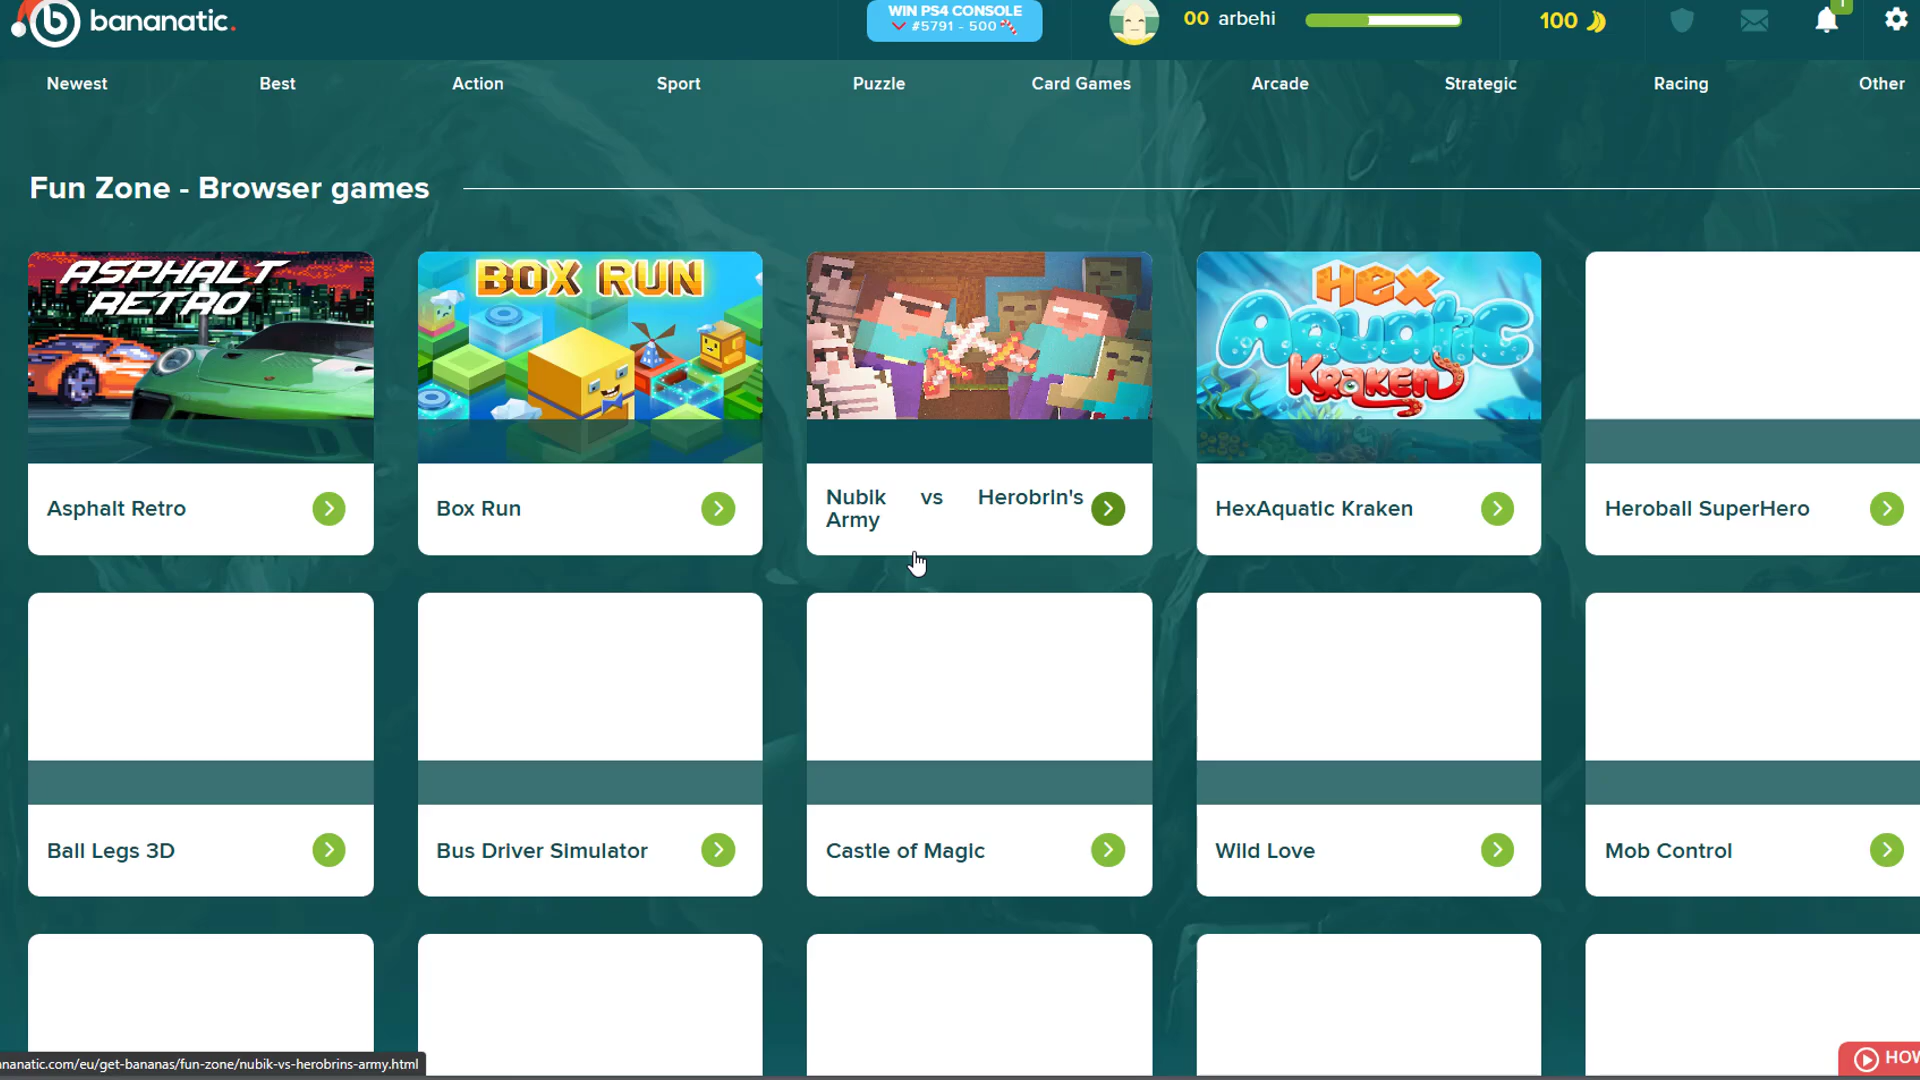 bananatic.
WIN PS4 CONSOLE
#5791 - 500
00 arbehi
100
1
Newest
Best
Action
Sport
Puzzle
Card Games
Arcade
Strategic
Racing
Other
Fun Zone - Browser games
ASPHALT
RETRO
BOX RUN
Hex
Aquatic
Kraken
Asphalt Retro
Box Run
Nubik vs Herobrin's
Army
HexAquatic Kraken
Heroball SuperHero
Ball Legs 3D
Bus Driver Simulator
Castle of Magic
Wild Love
Mob Control
nanatic.com/eu/get-bananas/fun-zone/nubik-vs-herobrins-army.html
HOW